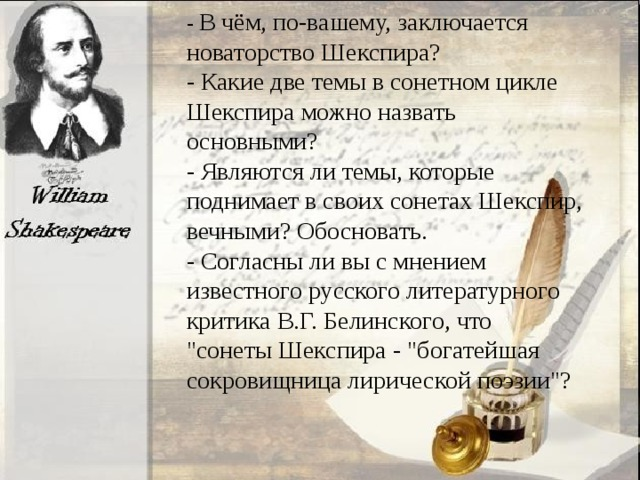 - В чём, по-вашему, заключается
новаторство Шекспира?
- Какие две темы в сонетном цикле
Шекспира можно назвать
основными?
- Являются ли темы, которые
поднимает в своих сонетах Шекспир,
вечными? Обосновать.
- Согласны ли вы с мнением
известного русского литературного
критика В.Г. Белинского, что
"сонеты Шекспира - "богатейшая
сокровищница лирической поэзии"?
William
Shakespeare